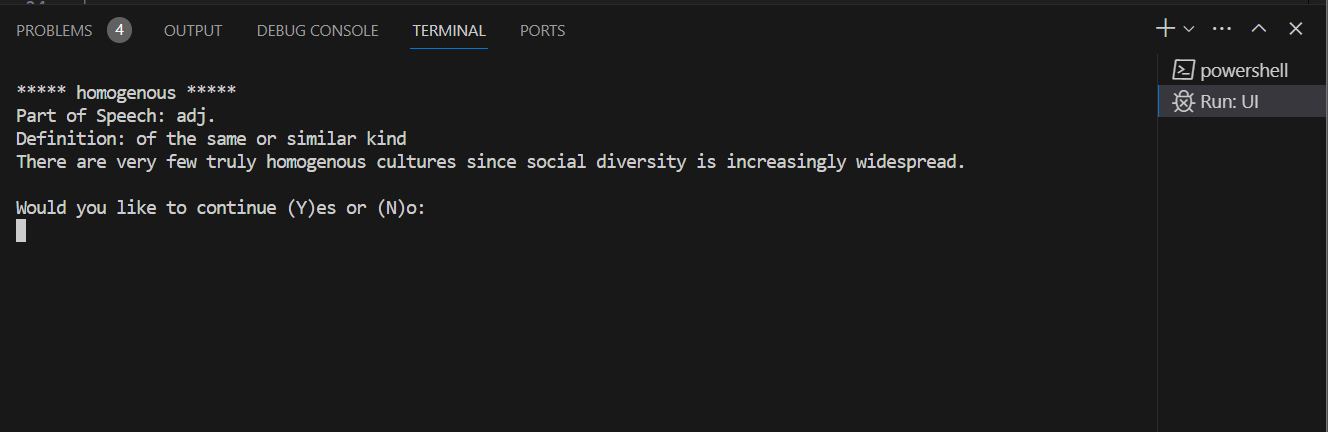 PROBLEMS 4 OUTPUT DEBUG CONSOLE TERMINAL PORTS
powershell
Run: UI
***** homogenous *****
Part of Speech: adj.
Definition: of the same or similar kind
There are very few truly homogenous cultures since social diversity is increasingly widespread.
Would you like to continue (Y)es or (N)o: